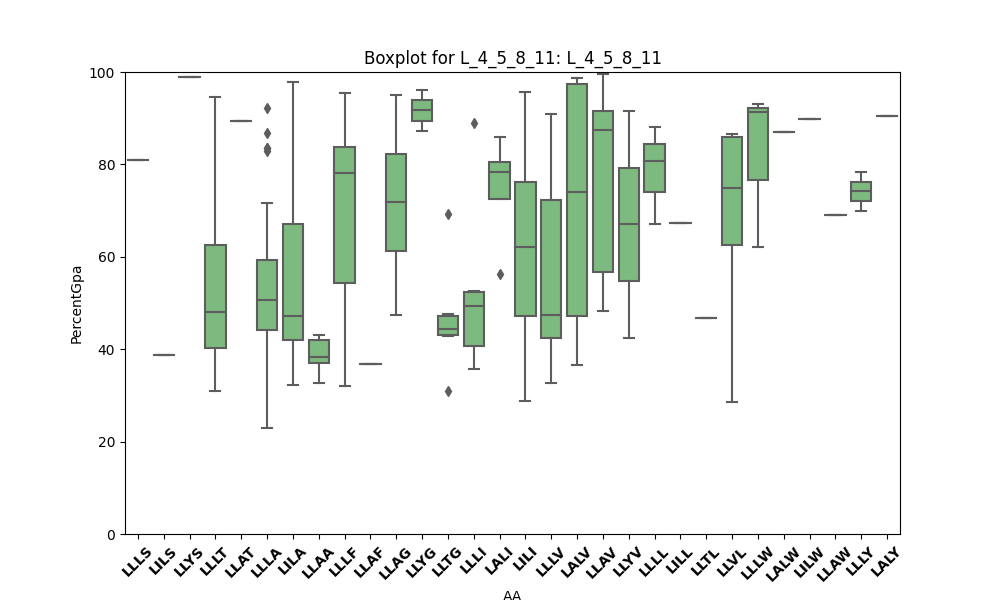 Boxplot for L_4_5_8_11: L_4_5_8_11
100
80
60
40
20
0
PercentGpa
LLLS LILS LLYS LLLT LLAT LLLA LILA LLAA LLLF LLAF LLAG LLYG LLTG LLLI LALI LILI LLLV LALV LLAV LLYV LLLL LILL LLTL LLVL LLLW LALW LILW LLAW LLLY LALY
AA